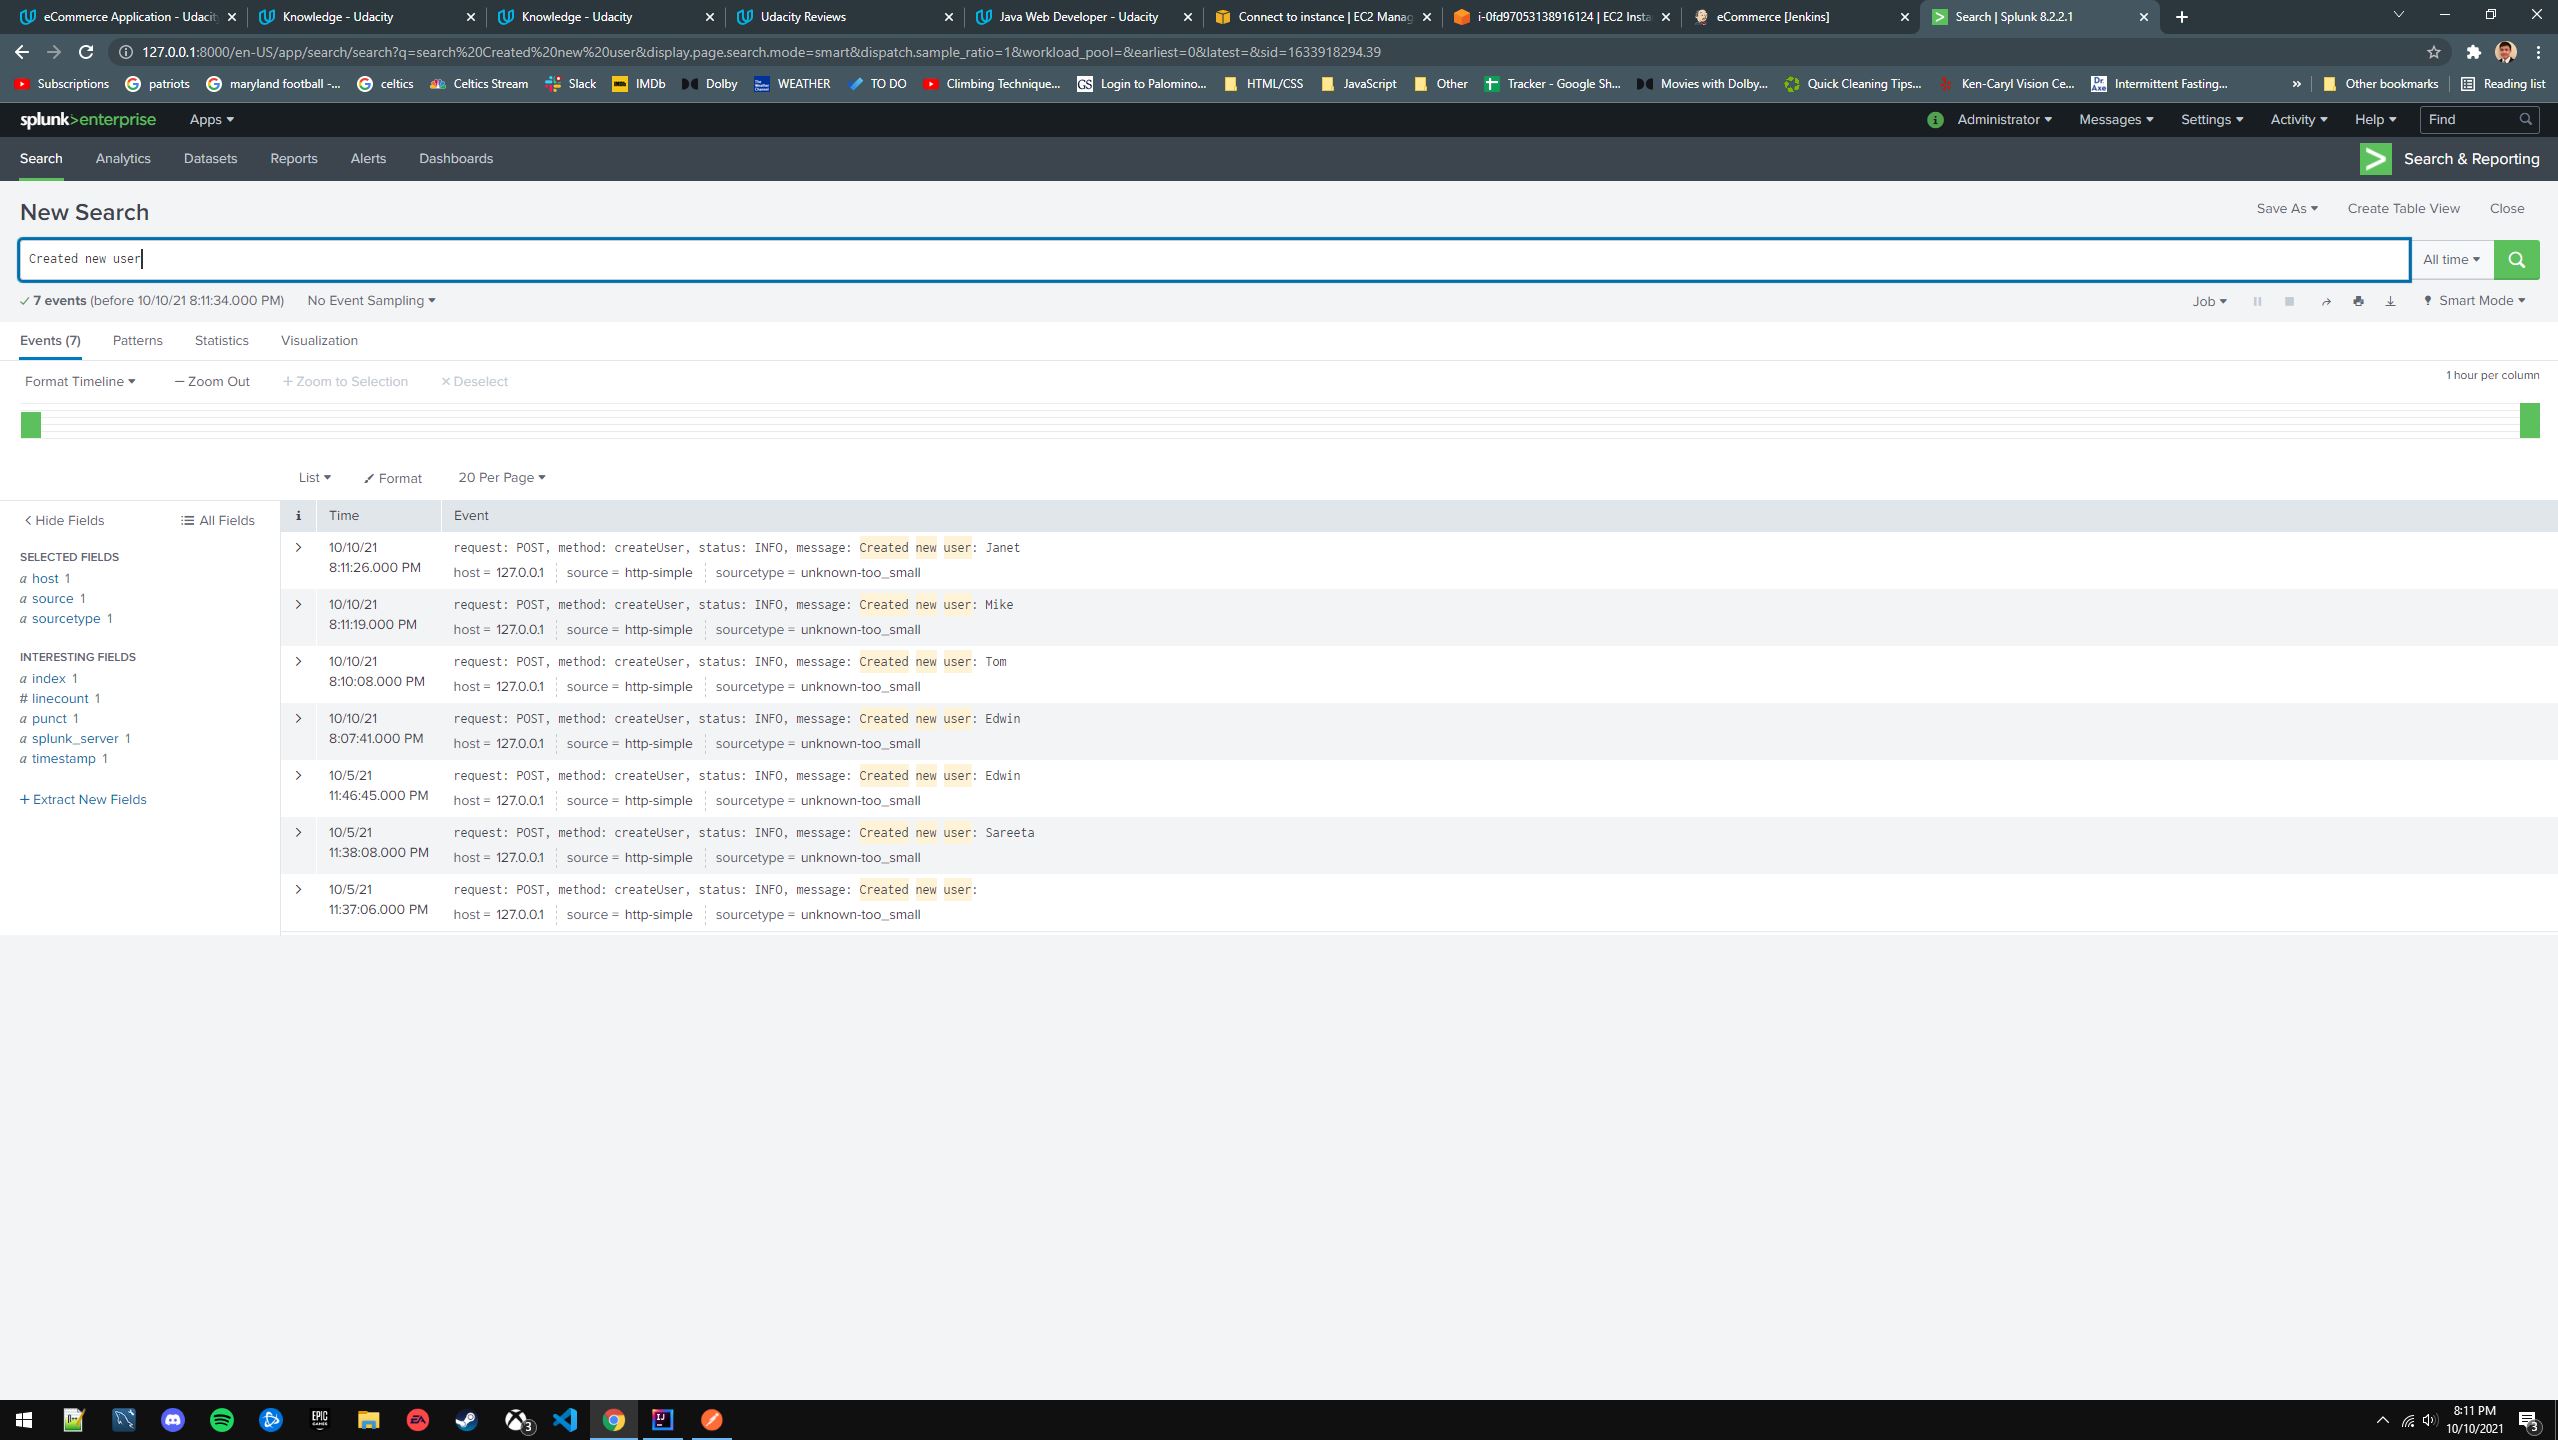 eCommerce Application - Udacity Knowledge - Udacity Knowledge - Udacity Udacity Reviews Java Web Developer - Udacity Connect to instance | EC2 Manag i-0fd97053138916124 | EC2 Insta eCommerce [Jenkins] Search | Splunk 8.2.2.1
127.0.0.1:8000/en-US/app/search/search?q=search%20Created%20new%20user&display.page.search.mode=smart&dispatch.sample_ratio=1&workload_pool=&earliest=0&latest=&sid=1633918294.39
Subscriptions patriots maryland football -... celtics Celtics Stream Slack IMDb Dolby WEATHER TO DO Climbing Technique... Login to Palomino... HTML/CSS JavaScript Other Tracker - Google Sh... Movies with Dolby... Quick Cleaning Tips... Ken-Caryl Vision Ce... Intermittent Fasting... » Other bookmarks Reading list
splunk>enterprise Apps Administrator Messages Settings Activity Help Find
Search Analytics Datasets Reports Alerts Dashboards Search & Reporting
New Search Save As Create Table View Close
Created new user All time
7 events (before 10/10/21 8:11:34.000 PM) No Event Sampling Job Smart Mode
Events (7) Patterns Statistics Visualization
Format Timeline — Zoom Out + Zoom to Selection × Deselect 1 hour per column
List Format 20 Per Page
< Hide Fields All Fields i Time Event
SELECTED FIELDS
a host 1
a source 1
a sourcetype 1
INTERESTING FIELDS
a index 1
# linecount 1
a punct 1
a splunk_server 1
a timestamp 1
+ Extract New Fields
10/10/21 request: POST, method: createUser, status: INFO, message: Created new user: Janet
8:11:26.000 PM host = 127.0.0.1 source = http-simple sourcetype = unknown-too_small
10/10/21 request: POST, method: createUser, status: INFO, message: Created new user: Mike
8:11:19.000 PM host = 127.0.0.1 source = http-simple sourcetype = unknown-too_small
10/10/21 request: POST, method: createUser, status: INFO, message: Created new user: Tom
8:10:08.000 PM host = 127.0.0.1 source = http-simple sourcetype = unknown-too_small
10/10/21 request: POST, method: createUser, status: INFO, message: Created new user: Edwin
8:07:41.000 PM host = 127.0.0.1 source = http-simple sourcetype = unknown-too_small
10/5/21 request: POST, method: createUser, status: INFO, message: Created new user: Edwin
11:46:45.000 PM host = 127.0.0.1 source = http-simple sourcetype = unknown-too_small
10/5/21 request: POST, method: createUser, status: INFO, message: Created new user: Sareeta
11:38:08.000 PM host = 127.0.0.1 source = http-simple sourcetype = unknown-too_small
10/5/21 request: POST, method: createUser, status: INFO, message: Created new user:
11:37:06.000 PM host = 127.0.0.1 source = http-simple sourcetype = unknown-too_small
8:11 PM
10/10/2021